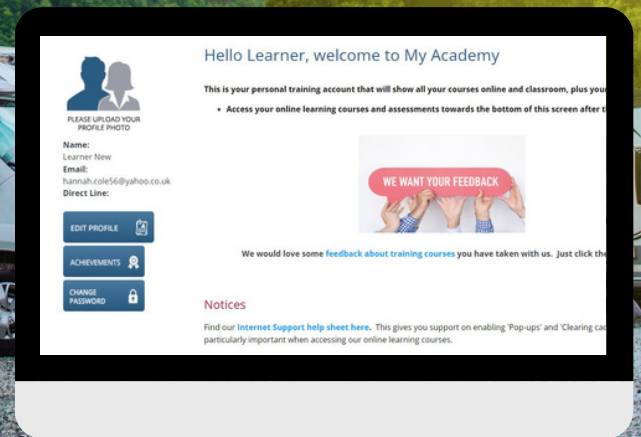 Hello Learner, welcome to My Academy
This is your personal training account that will show all your courses online and classroom, plus your
• Access your online learning courses and assessments towards the bottom of this screen after
PLEASE UPLOAD YOUR
PROFILE PHOTO
Name:
Learner New
Email:
hannah.cole56@yahoo.co.uk
Direct Line:
EDIT PROFILE
ACHIEVEMENTS
CHANGE
PASSWORD
WE WANT YOUR FEEDBACK
We would love some feedback about training courses you have taken with us. Just click the
Notices
Find our Internet Support help sheet here. This gives you support on enabling 'Pop-ups' and 'Clearing
particularly important when accessing our online learning courses.